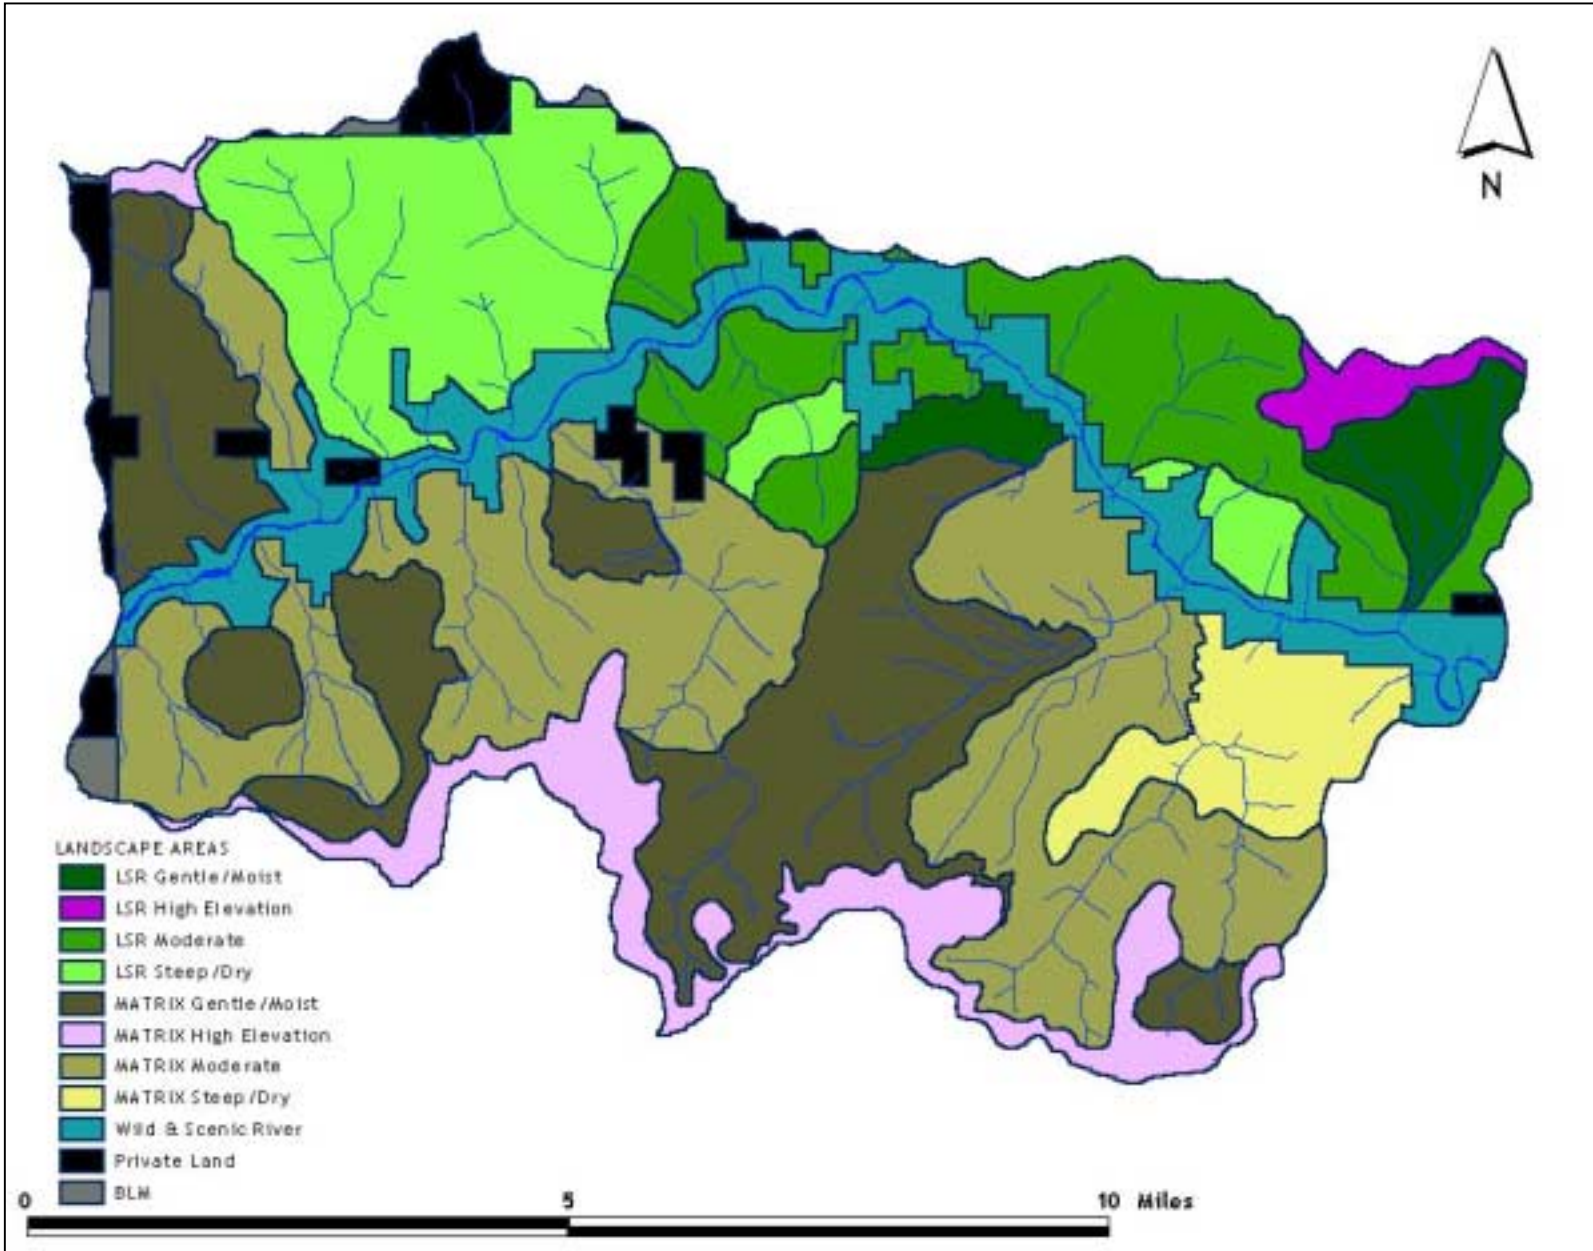 N
LANDSCAPE AREAS
LSR Gentle/Moist
LSR High Elevation
LSR Moderate
LSR Steep/Dry
MATRIX Gentle/Moist
MATRIX High Elevation
MATRIX Moderate
MATRIX Steep/Dry
Wild & Scenic River
Private Land
BLM
0 5 10 Miles